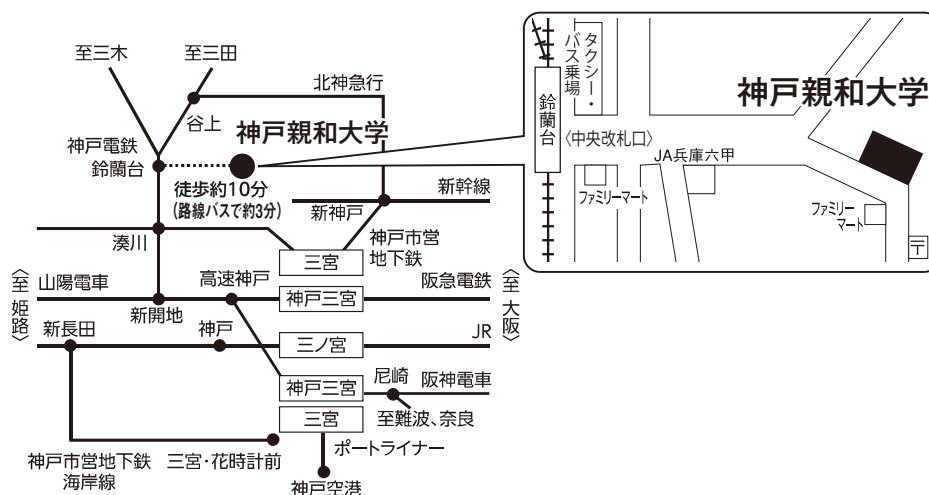 至三木
至三田
北神急行
谷上
神戸電鉄
鈴蘭台
神戸親和大学
徒歩約10分
(路線バスで約3分)
新幹線
新神戸
湊川
神戸市営
地下鉄
三宮
〈至 姫路〉
山陽電車
高速神戸
神戸三宮
阪急電鉄
〈至 大阪〉
新開地
新長田
神戸
三ノ宮
JR
神戸三宮
尼崎
阪神電車
至難波、奈良
三宮
ポートライナー
神戸市営地下鉄
海岸線
三宮・花時計前
神戸空港
タクシー・
バス乗場
鈴蘭台
〈中央改札口〉
神戸親和大学
JA兵庫六甲
ファミリーマート
ファミリー
マート
〒